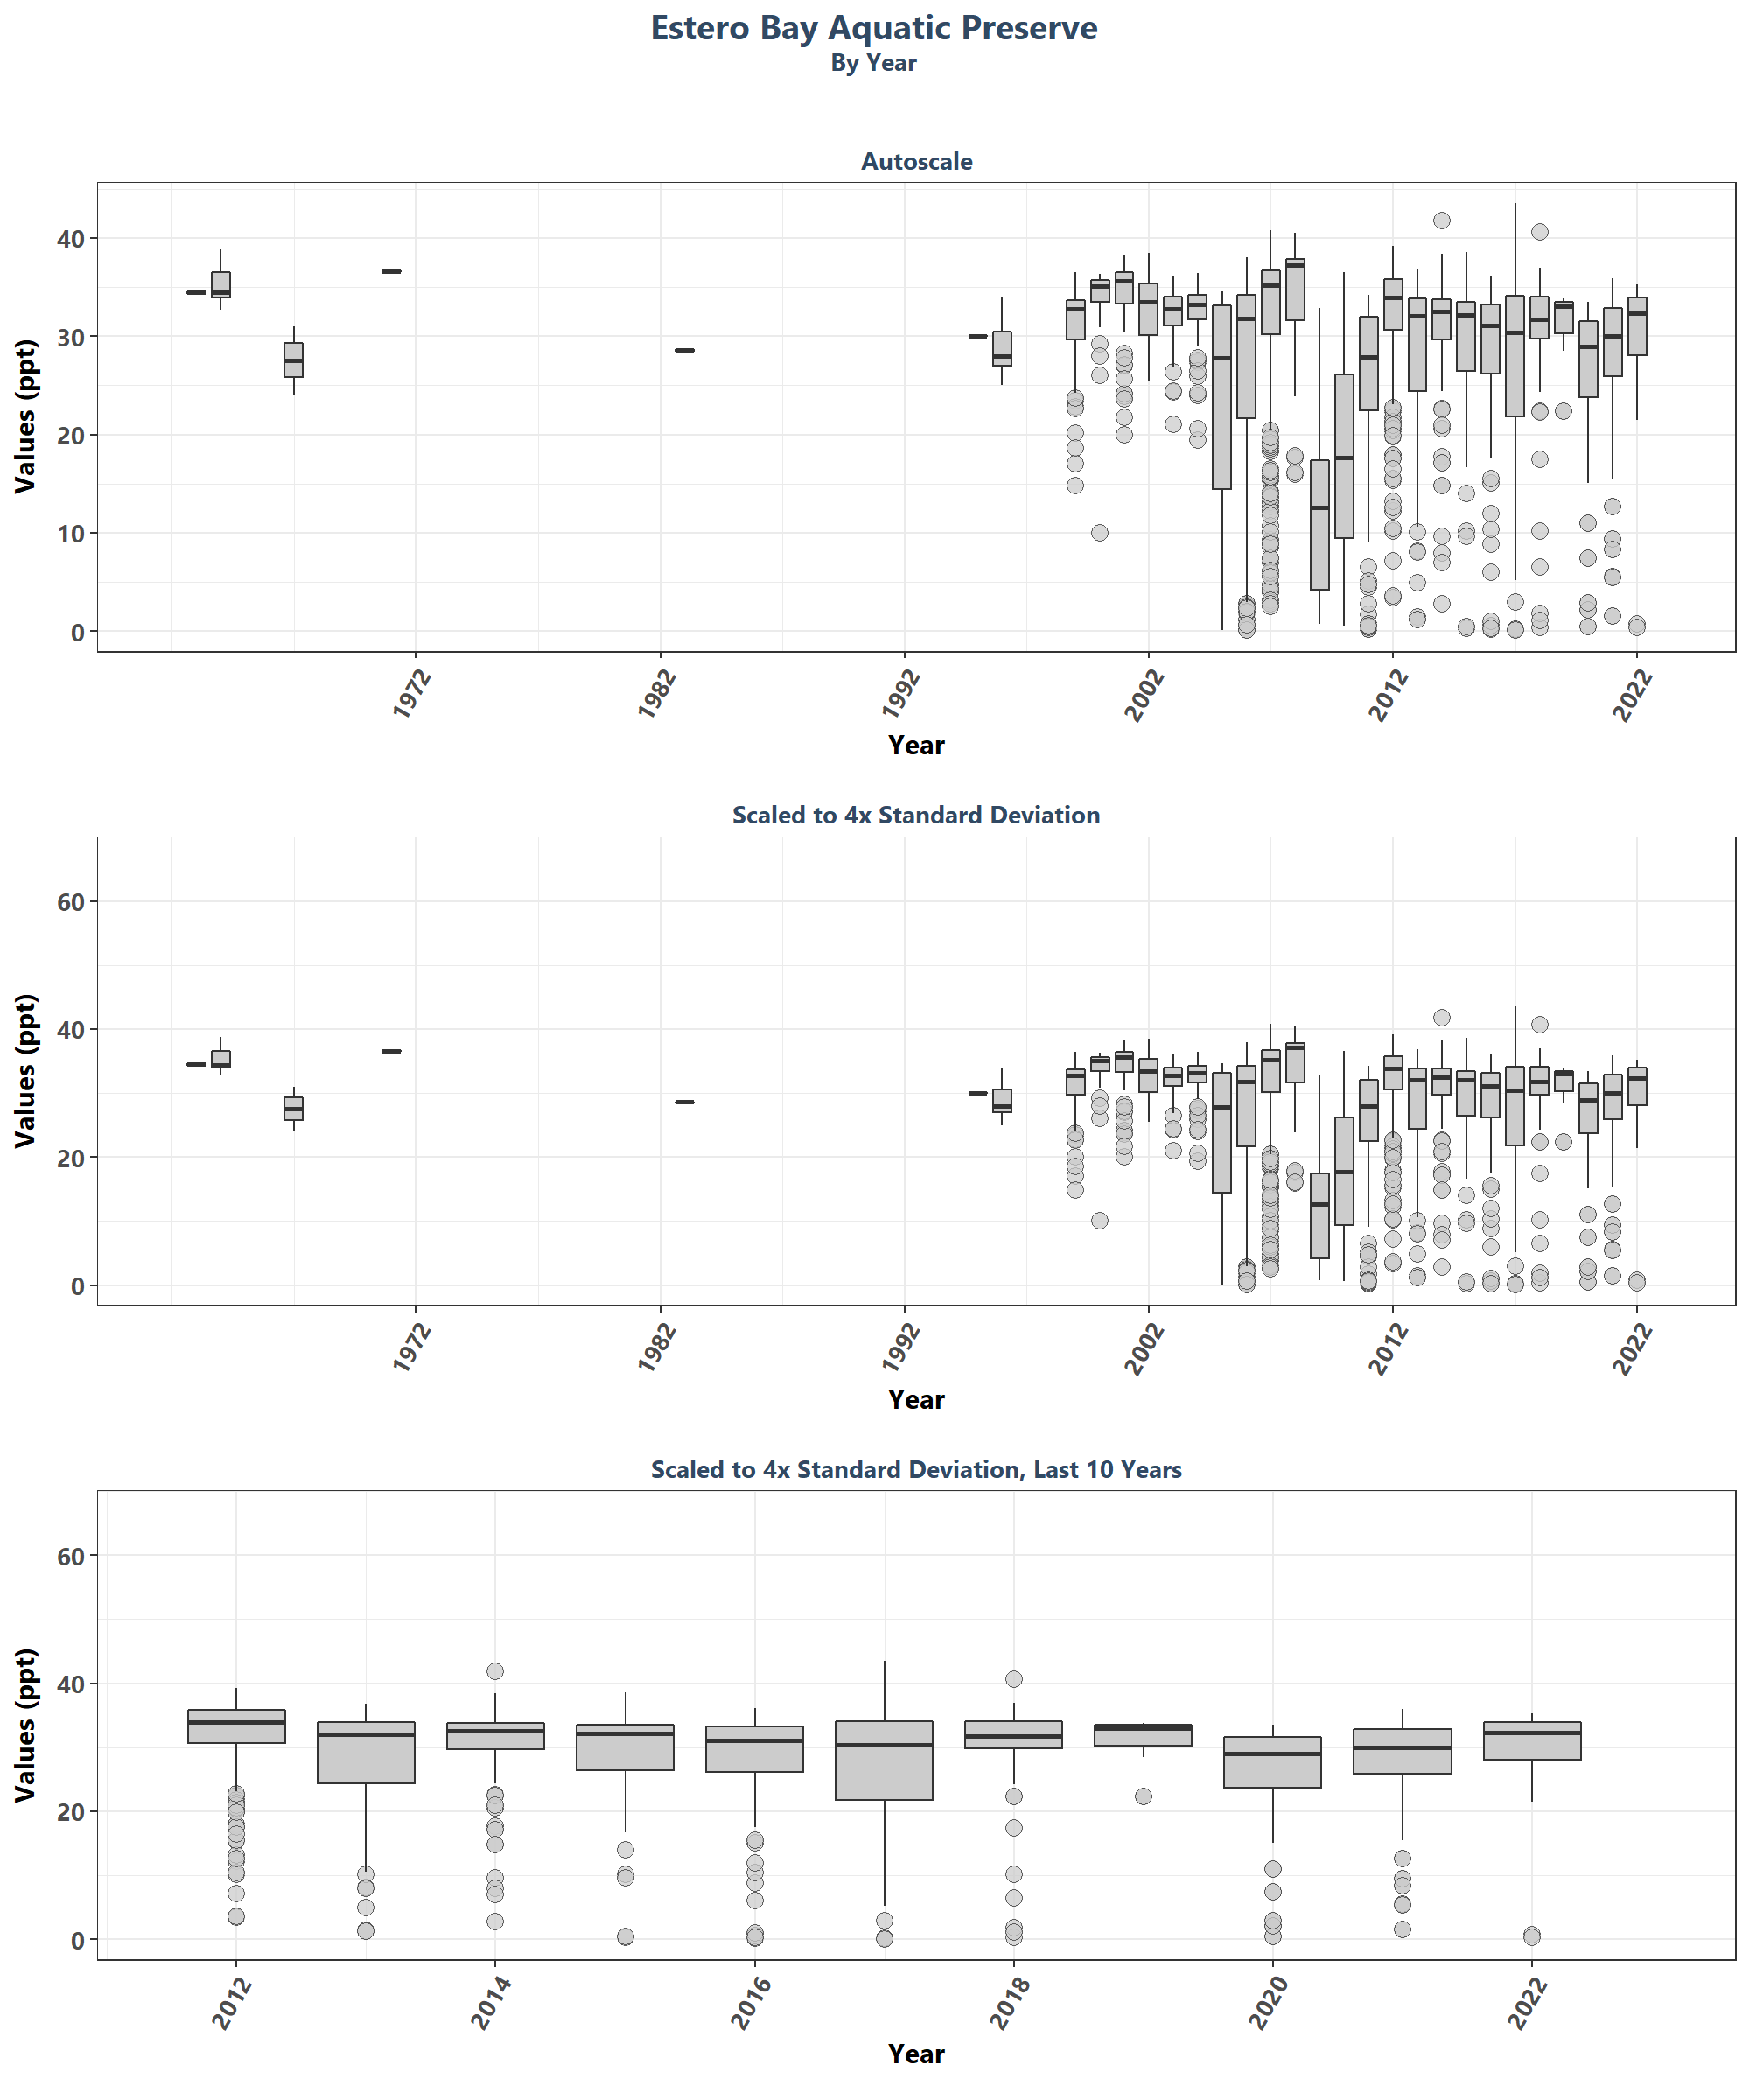 Estero Bay Aquatic Preserve
By Year
Autoscale
Values (ppt)
40
30
20
10
0
1972 1982 1992 2002 2012 2022
Year
Scaled to 4x Standard Deviation
Values (ppt)
60
40
20
0
1972 1982 1992 2002 2012 2022
Year
Scaled to 4x Standard Deviation, Last 10 Years
Values (ppt)
60
40
20
0
2012 2014 2016 2018 2020 2022
Year